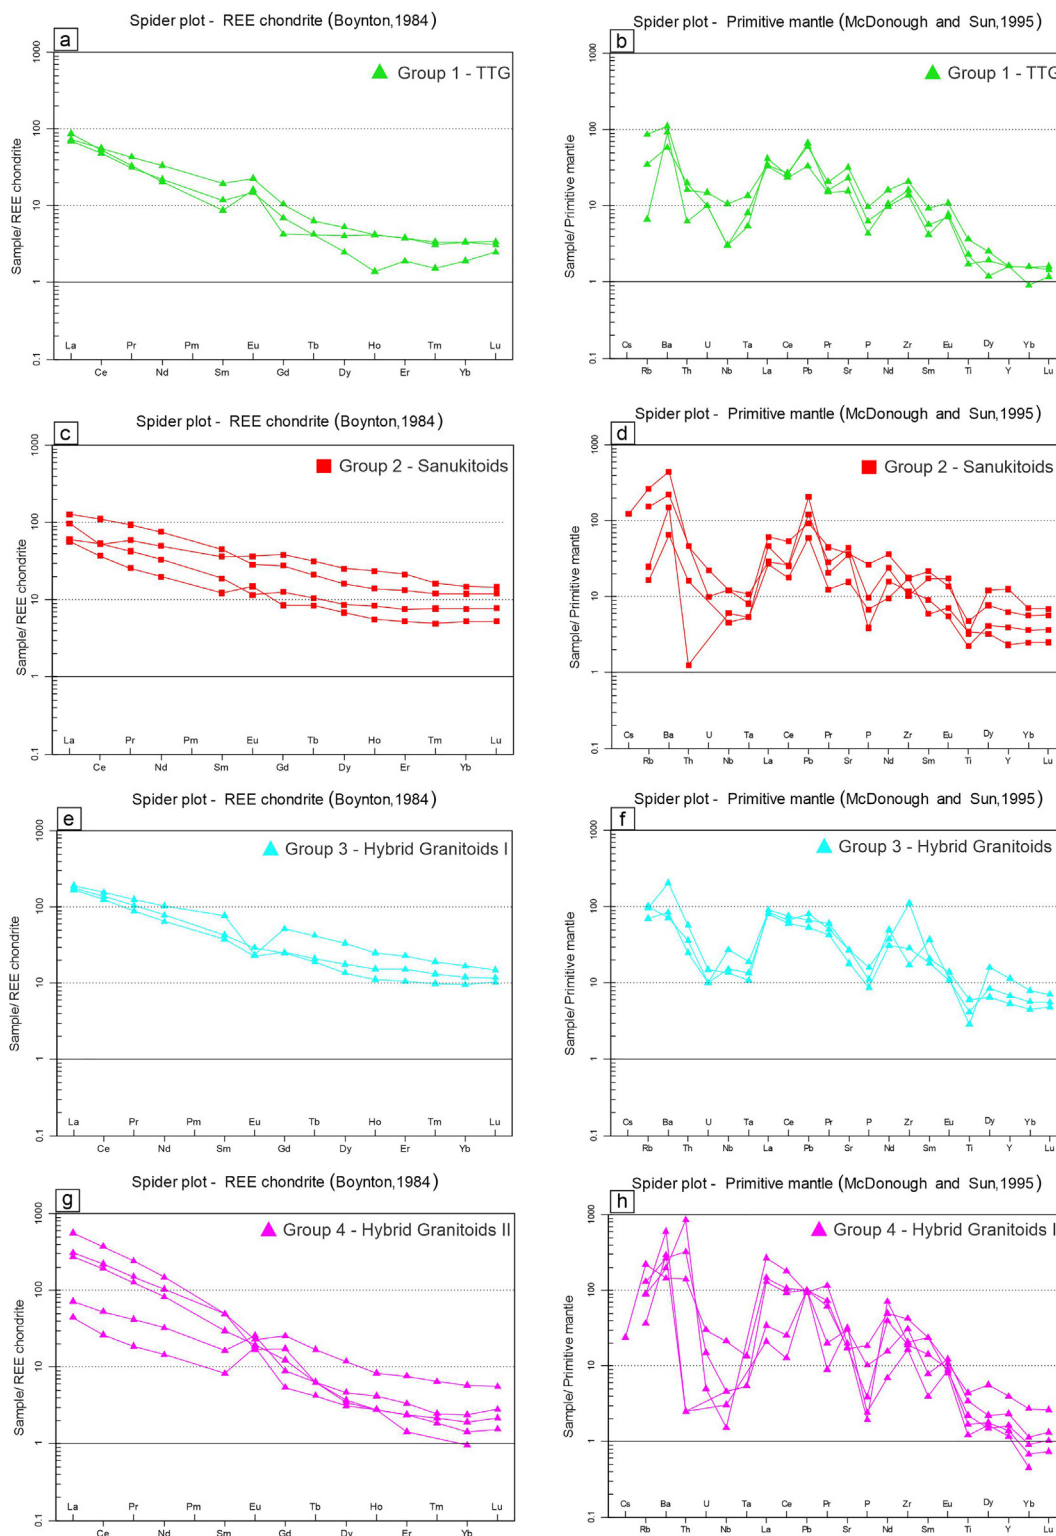 Spider plot - REE chondrite (Boynton,1984)
a
Group 1 - TTG
Sample/ REE chondrite
1000
100
10
1
0.1
La Pr Pm Eu Tb Ho Tm Lu
Ce Nd Sm Gd Dy Er Yb
Spider plot - Primitive mantle (McDonough and Sun,1995)
b
Group 1 - TTG
Sample/ Primitive mantle
1000
100
10
1
0.1
Cs Ba U Ta Ce Pr P Zr Eu Dy Yb
Rb Th Nb La Pb Sr Nd Sm Ti Y Lu
Spider plot - REE chondrite (Boynton,1984)
c
Group 2 - Sanukitoids
Sample/ REE chondrite
1000
100
10
1
0.1
La Pr Pm Eu Tb Ho Tm Lu
Ce Nd Sm Gd Dy Er Yb
Spider plot - Primitive mantle (McDonough and Sun,1995)
d
Group 2 - Sanukitoids
Sample/ Primitive mantle
1000
100
10
1
0.1
Cs Ba U Ta Ce Pr P Zr Eu Dy Yb
Rb Th Nb La Pb Sr Nd Sm Ti Y Lu
Spider plot - REE chondrite (Boynton,1984)
e
Group 3 - Hybrid Granitoids I
Sample/ REE chondrite
1000
100
10
1
0.1
La Pr Pm Eu Tb Ho Tm Lu
Ce Nd Sm Gd Dy Er Yb
Spider plot - Primitive mantle (McDonough and Sun,1995)
f
Group 3 - Hybrid Granitoids
Sample/ Primitive mantle
1000
100
10
1
0.1
Cs Ba U Ta Ce Pr P Zr Eu Dy Yb
Rb Th Nb La Pb Sr Nd Sm Ti Y Lu
Spider plot - REE chondrite (Boynton,1984)
g
Group 4 - Hybrid Granitoids II
Sample/ REE chondrite
1000
100
10
1
0.1
La Pr Pm Eu Tb Ho Tm Lu
Ce Nd Sm Gd Dy Er Yb
Spider plot - Primitive mantle (McDonough and Sun,1995)
h
Group 4 - Hybrid Granitoids I
Sample/ Primitive mantle
1000
100
10
1
0.1
Cs Ba U Ta Ce Pr P Zr Eu Dy Yb
Rb Th Nb La Pb Sr Nd Sm Ti Y Lu